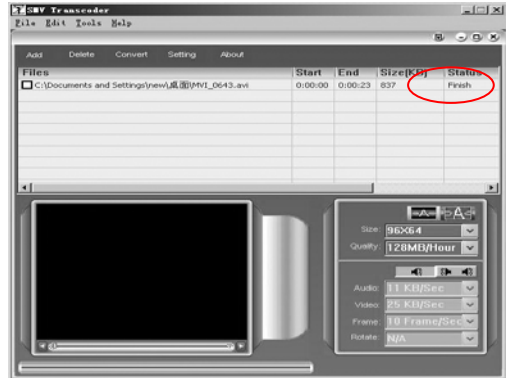 SMV Transcoder
File Edit Tools Help
Add Delete Convert Setting About
Files Start End Size(KB) Status
C:\Documents and Settings\new\桌面\MVI_0643.avi 0:00:00 0:00:23 837 Finish
A A
Size: 96X64
Quality: 128MB/Hour
Audio: 11 KB/Sec
Video: 25 KB/Sec
Frame: 10 Frame/Sec
Rotate: N/A